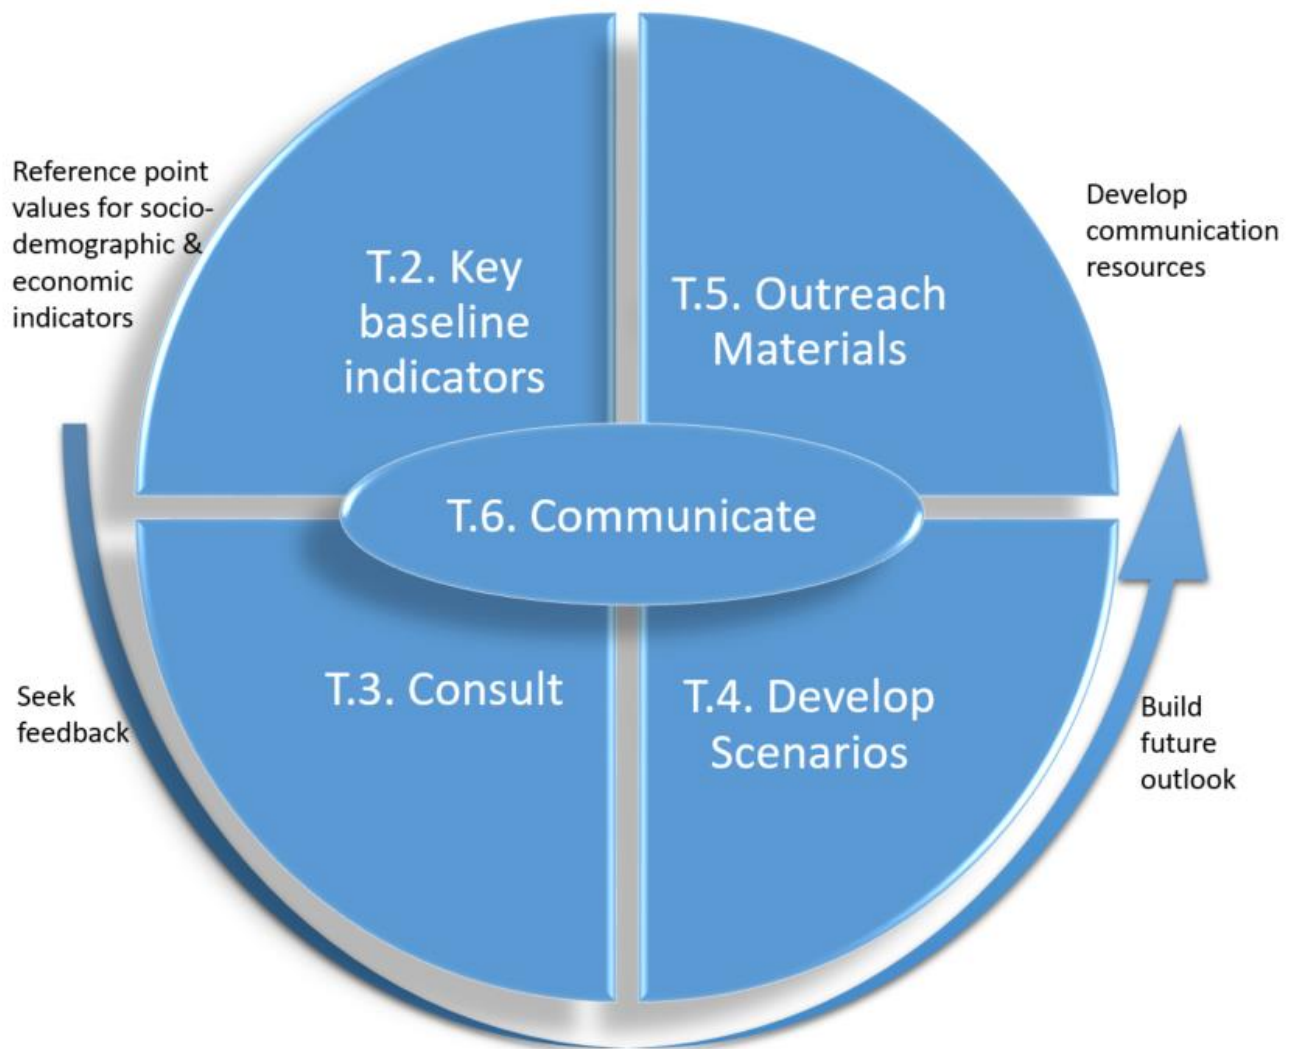 Reference point
values for socio-
demographic &
economic
indicators
T.2. Key
baseline
indicators
T.5. Outreach
Materials
Develop
communication
resources
T.6. Communicate
Seek
feedback
T.3. Consult
T.4. Develop
Scenarios
Build
future
outlook